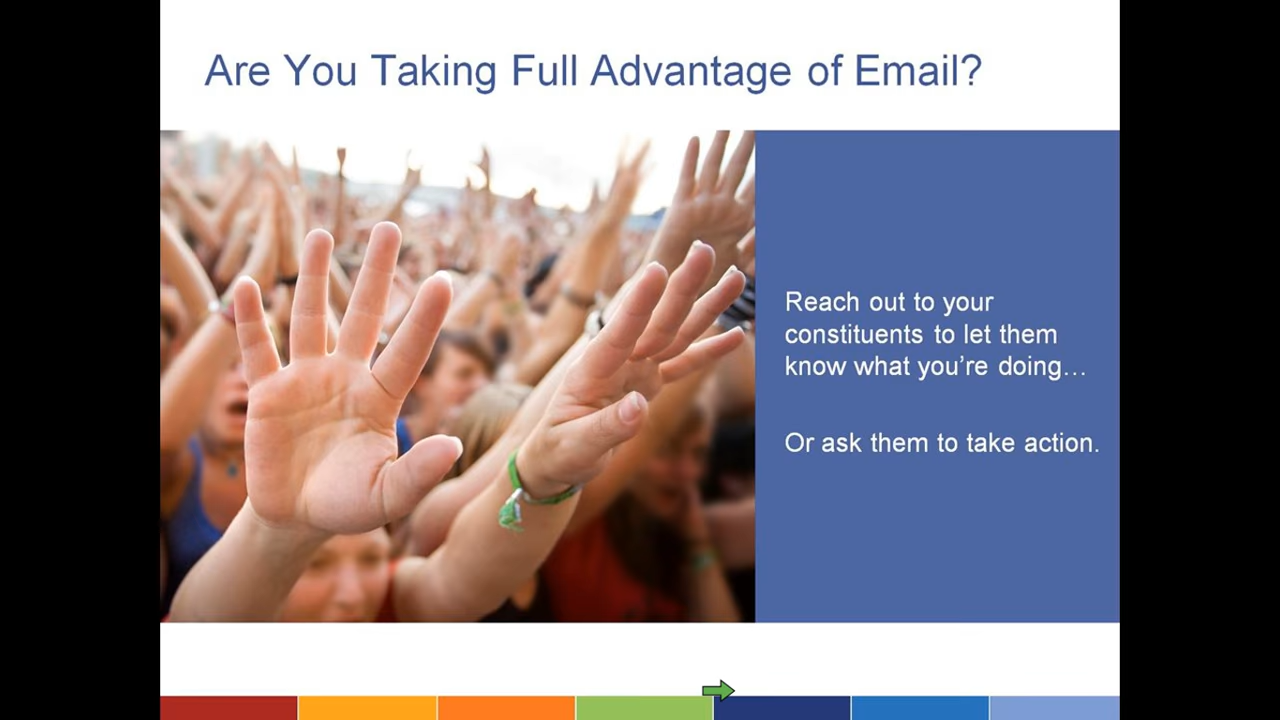 Are You Taking Full Advantage of Email?
Reach out to your
constituents to let them
know what you’re doing…
Or ask them to take action.